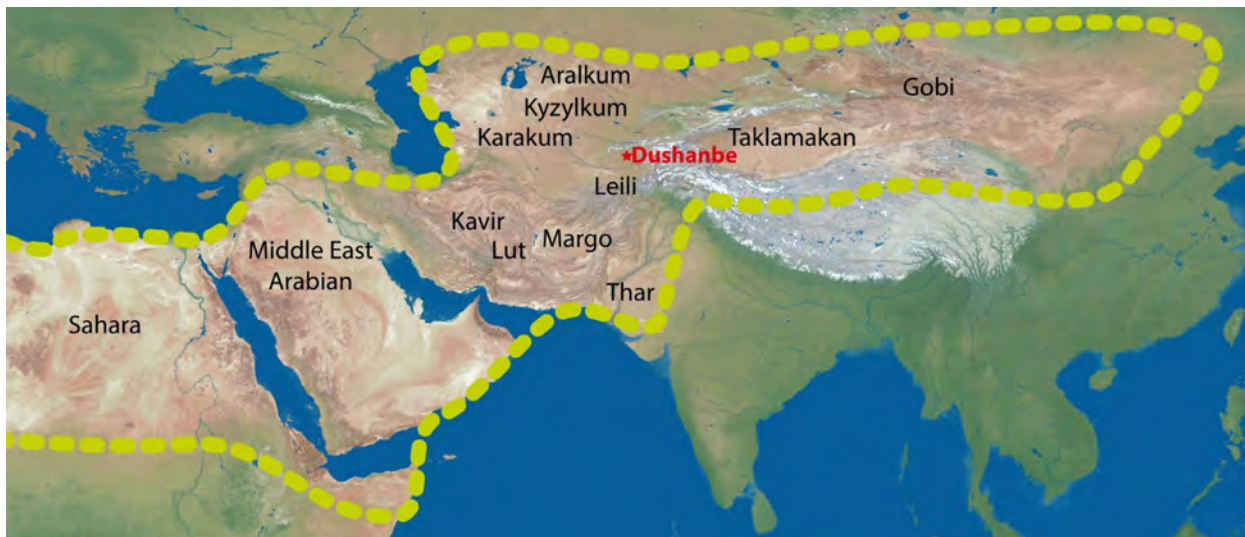 Aralkum
Gobi
Kyzylkum
Karakum
Taklamakan
Dushanbe
Leili
Kavir
Margo
Lut
Middle East
Arabian
Thar
Sahara